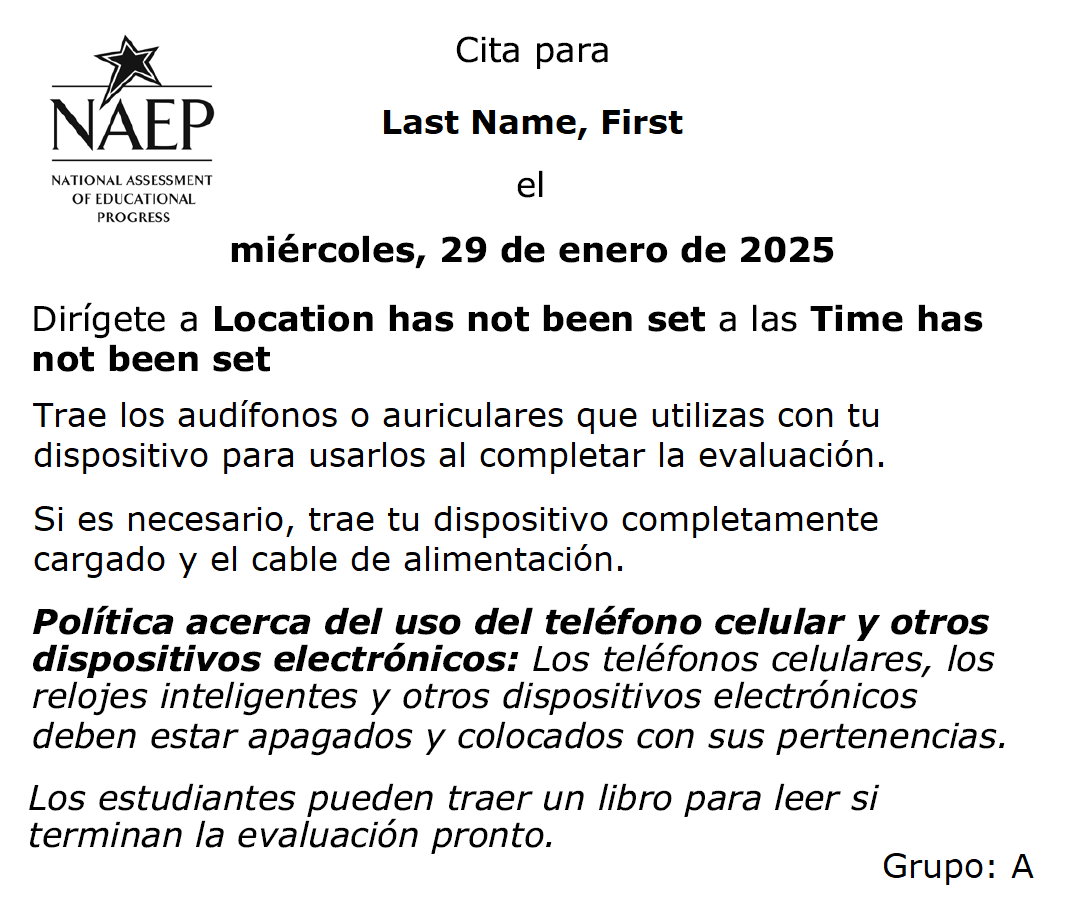 NAEP
NATIONAL ASSESSMENT
OF EDUCATIONAL
PROGRESS
Cita para
Last Name, First
el
miércoles, 29 de enero de 2025
Dirígete a Location has not been set a las Time has
not been set
Trae los audífonos o auriculares que utilizas con tu
dispositivo para usarlos al completar la evaluación.
Si es necesario, trae tu dispositivo completamente
cargado y el cable de alimentación.
Política acerca del uso del teléfono celular y otros
dispositivos electrónicos: Los teléfonos celulares, los
relojes inteligentes y otros dispositivos electrónicos
deben estar apagados y colocados con sus pertenencias.
Los estudiantes pueden traer un libro para leer si
terminan la evaluación pronto.
Grupo: A